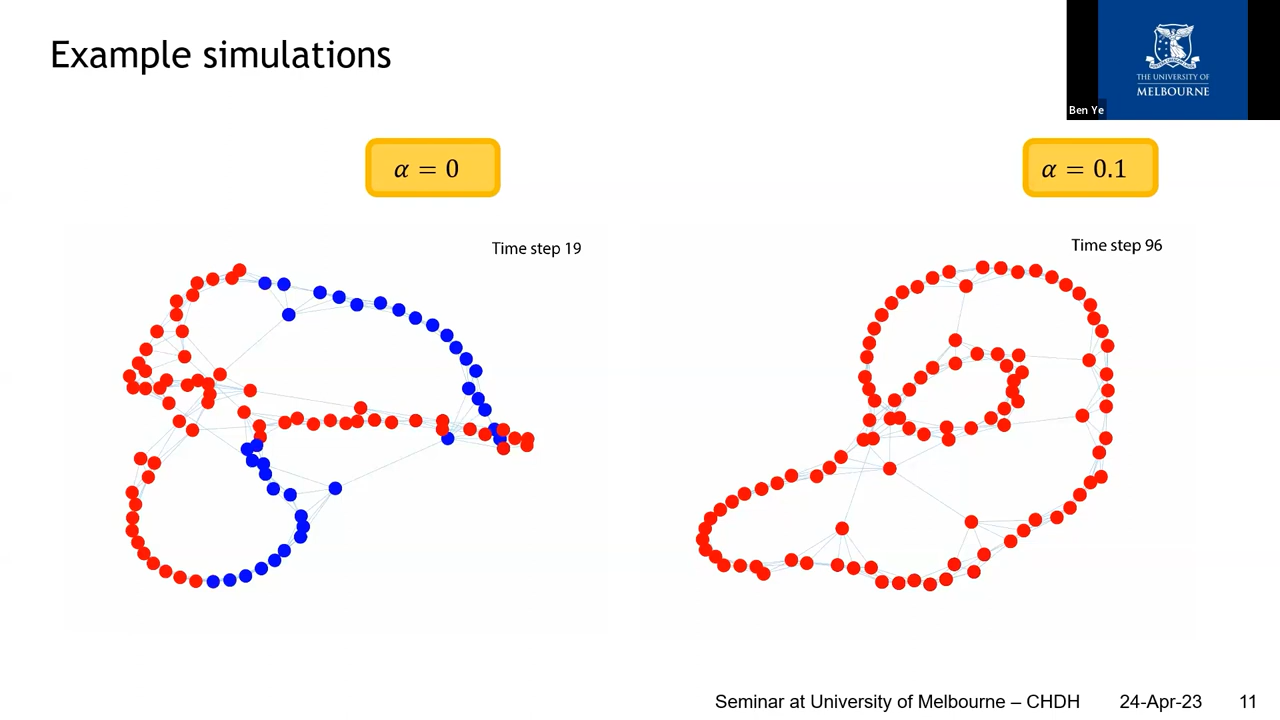 Example simulations
THE UNIVERSITY OF
MELBOURNE
Ben Ye
α = 0
α = 0.1
Time step 19
Time step 96
Seminar at University of Melbourne – CHDH 24-Apr-23 11